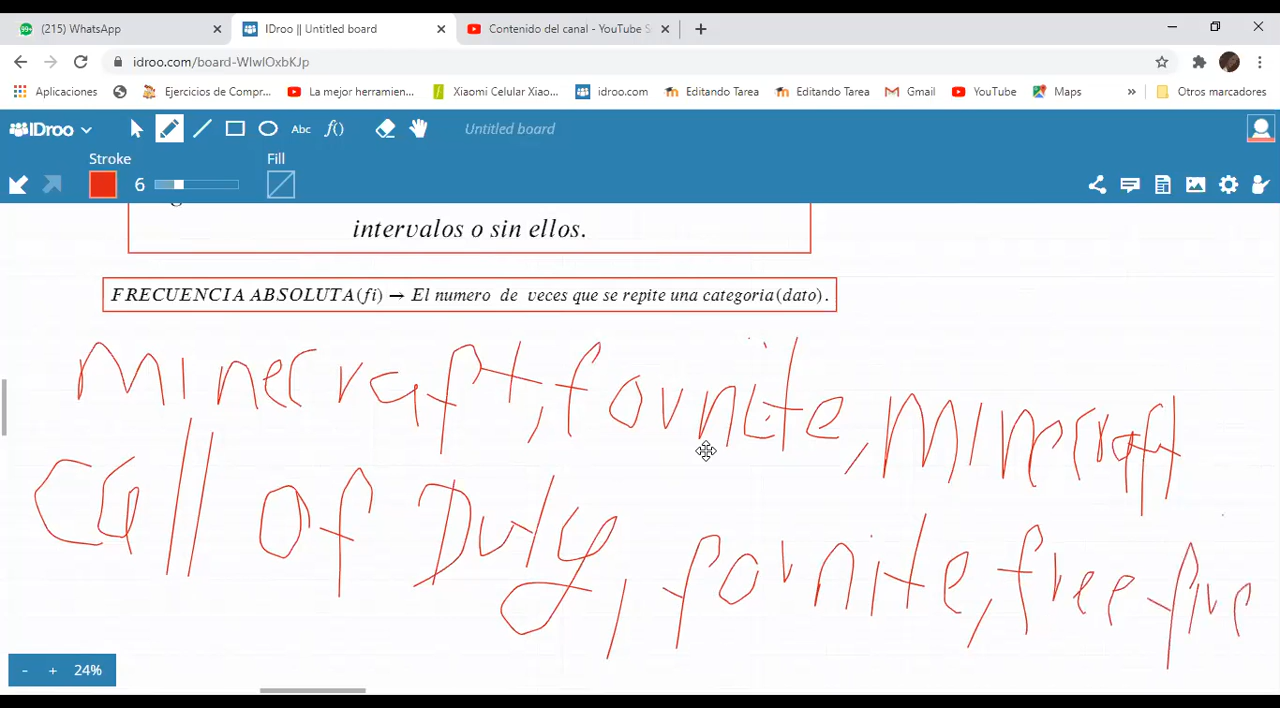 (215) WhatsApp
IDroo || Untitled board
Contenido del canal - YouTube S
idroo.com/board-WIwIOxbKJp
Aplicaciones
Ejercicios de Compr...
La mejor herramien...
Xiaomi Celular Xiao...
idroo.com
Editando Tarea
Editando Tarea
Gmail
YouTube
Maps
»
Otros marcadores
IDroo
Abc
f()
Untitled board
Stroke
Fill
6
intervalos o sin ellos.
FRECUENCIA ABSOLUTA(fi) → El numero de veces que se repite una categoria(dato).
Minecraft, fornite, Minecraft
Call Of Duty, fornite, free fire
- + 24%